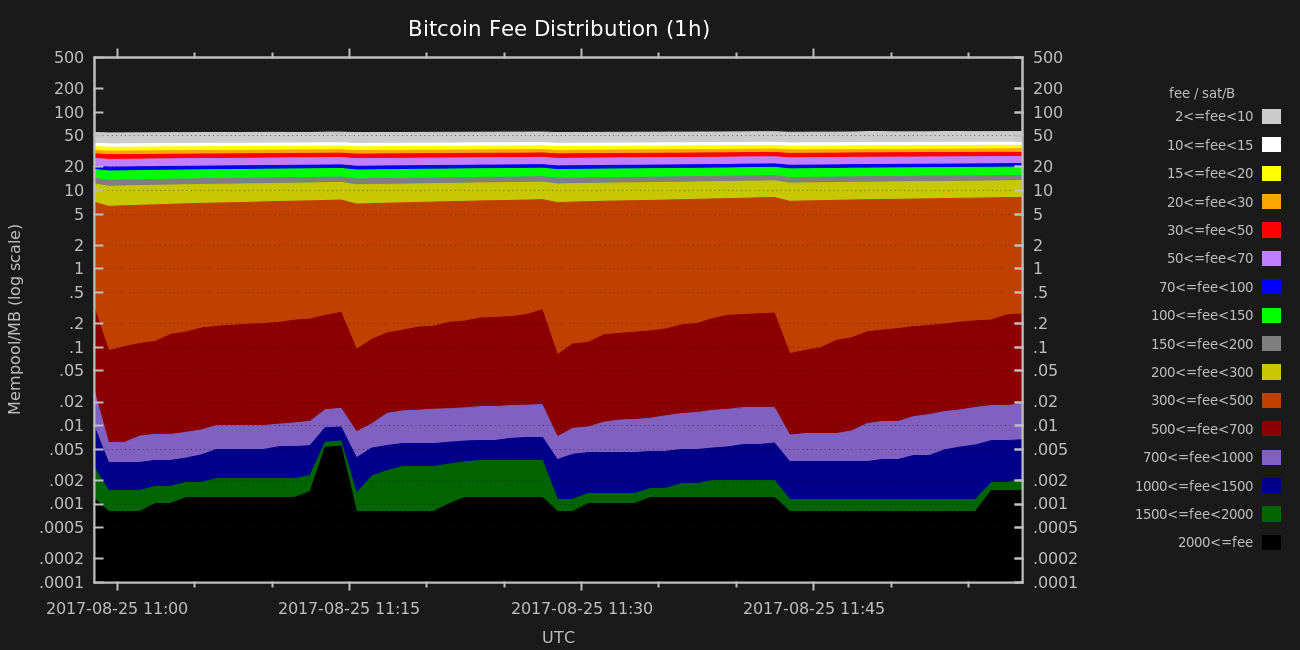 Bitcoin Fee Distribution (1h)
Mempool/MB (log scale)
500
200
100
50
20
10
5
2
1
.5
.2
.1
.05
.02
.01
.005
.002
.001
.0005
.0002
.0001
500
200
100
50
20
10
5
2
1
.5
.2
.1
.05
.02
.01
.005
.002
.001
.0005
.0002
.0001
2017-08-25 11:00
2017-08-25 11:15
2017-08-25 11:30
2017-08-25 11:45
UTC
fee / sat/B
2<=fee<10
10<=fee<15
15<=fee<20
20<=fee<30
30<=fee<50
50<=fee<70
70<=fee<100
100<=fee<150
150<=fee<200
200<=fee<300
300<=fee<500
500<=fee<700
700<=fee<1000
1000<=fee<1500
1500<=fee<2000
2000<=fee